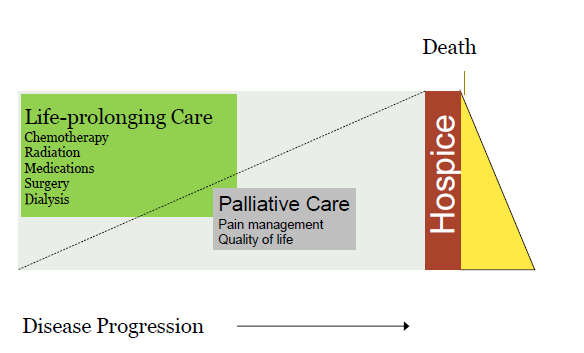 Death
Life-prolonging Care
Chemotherapy
Radiation
Medications
Surgery
Dialysis
Palliative Care
Pain management
Quality of life
Hospice
Disease Progression